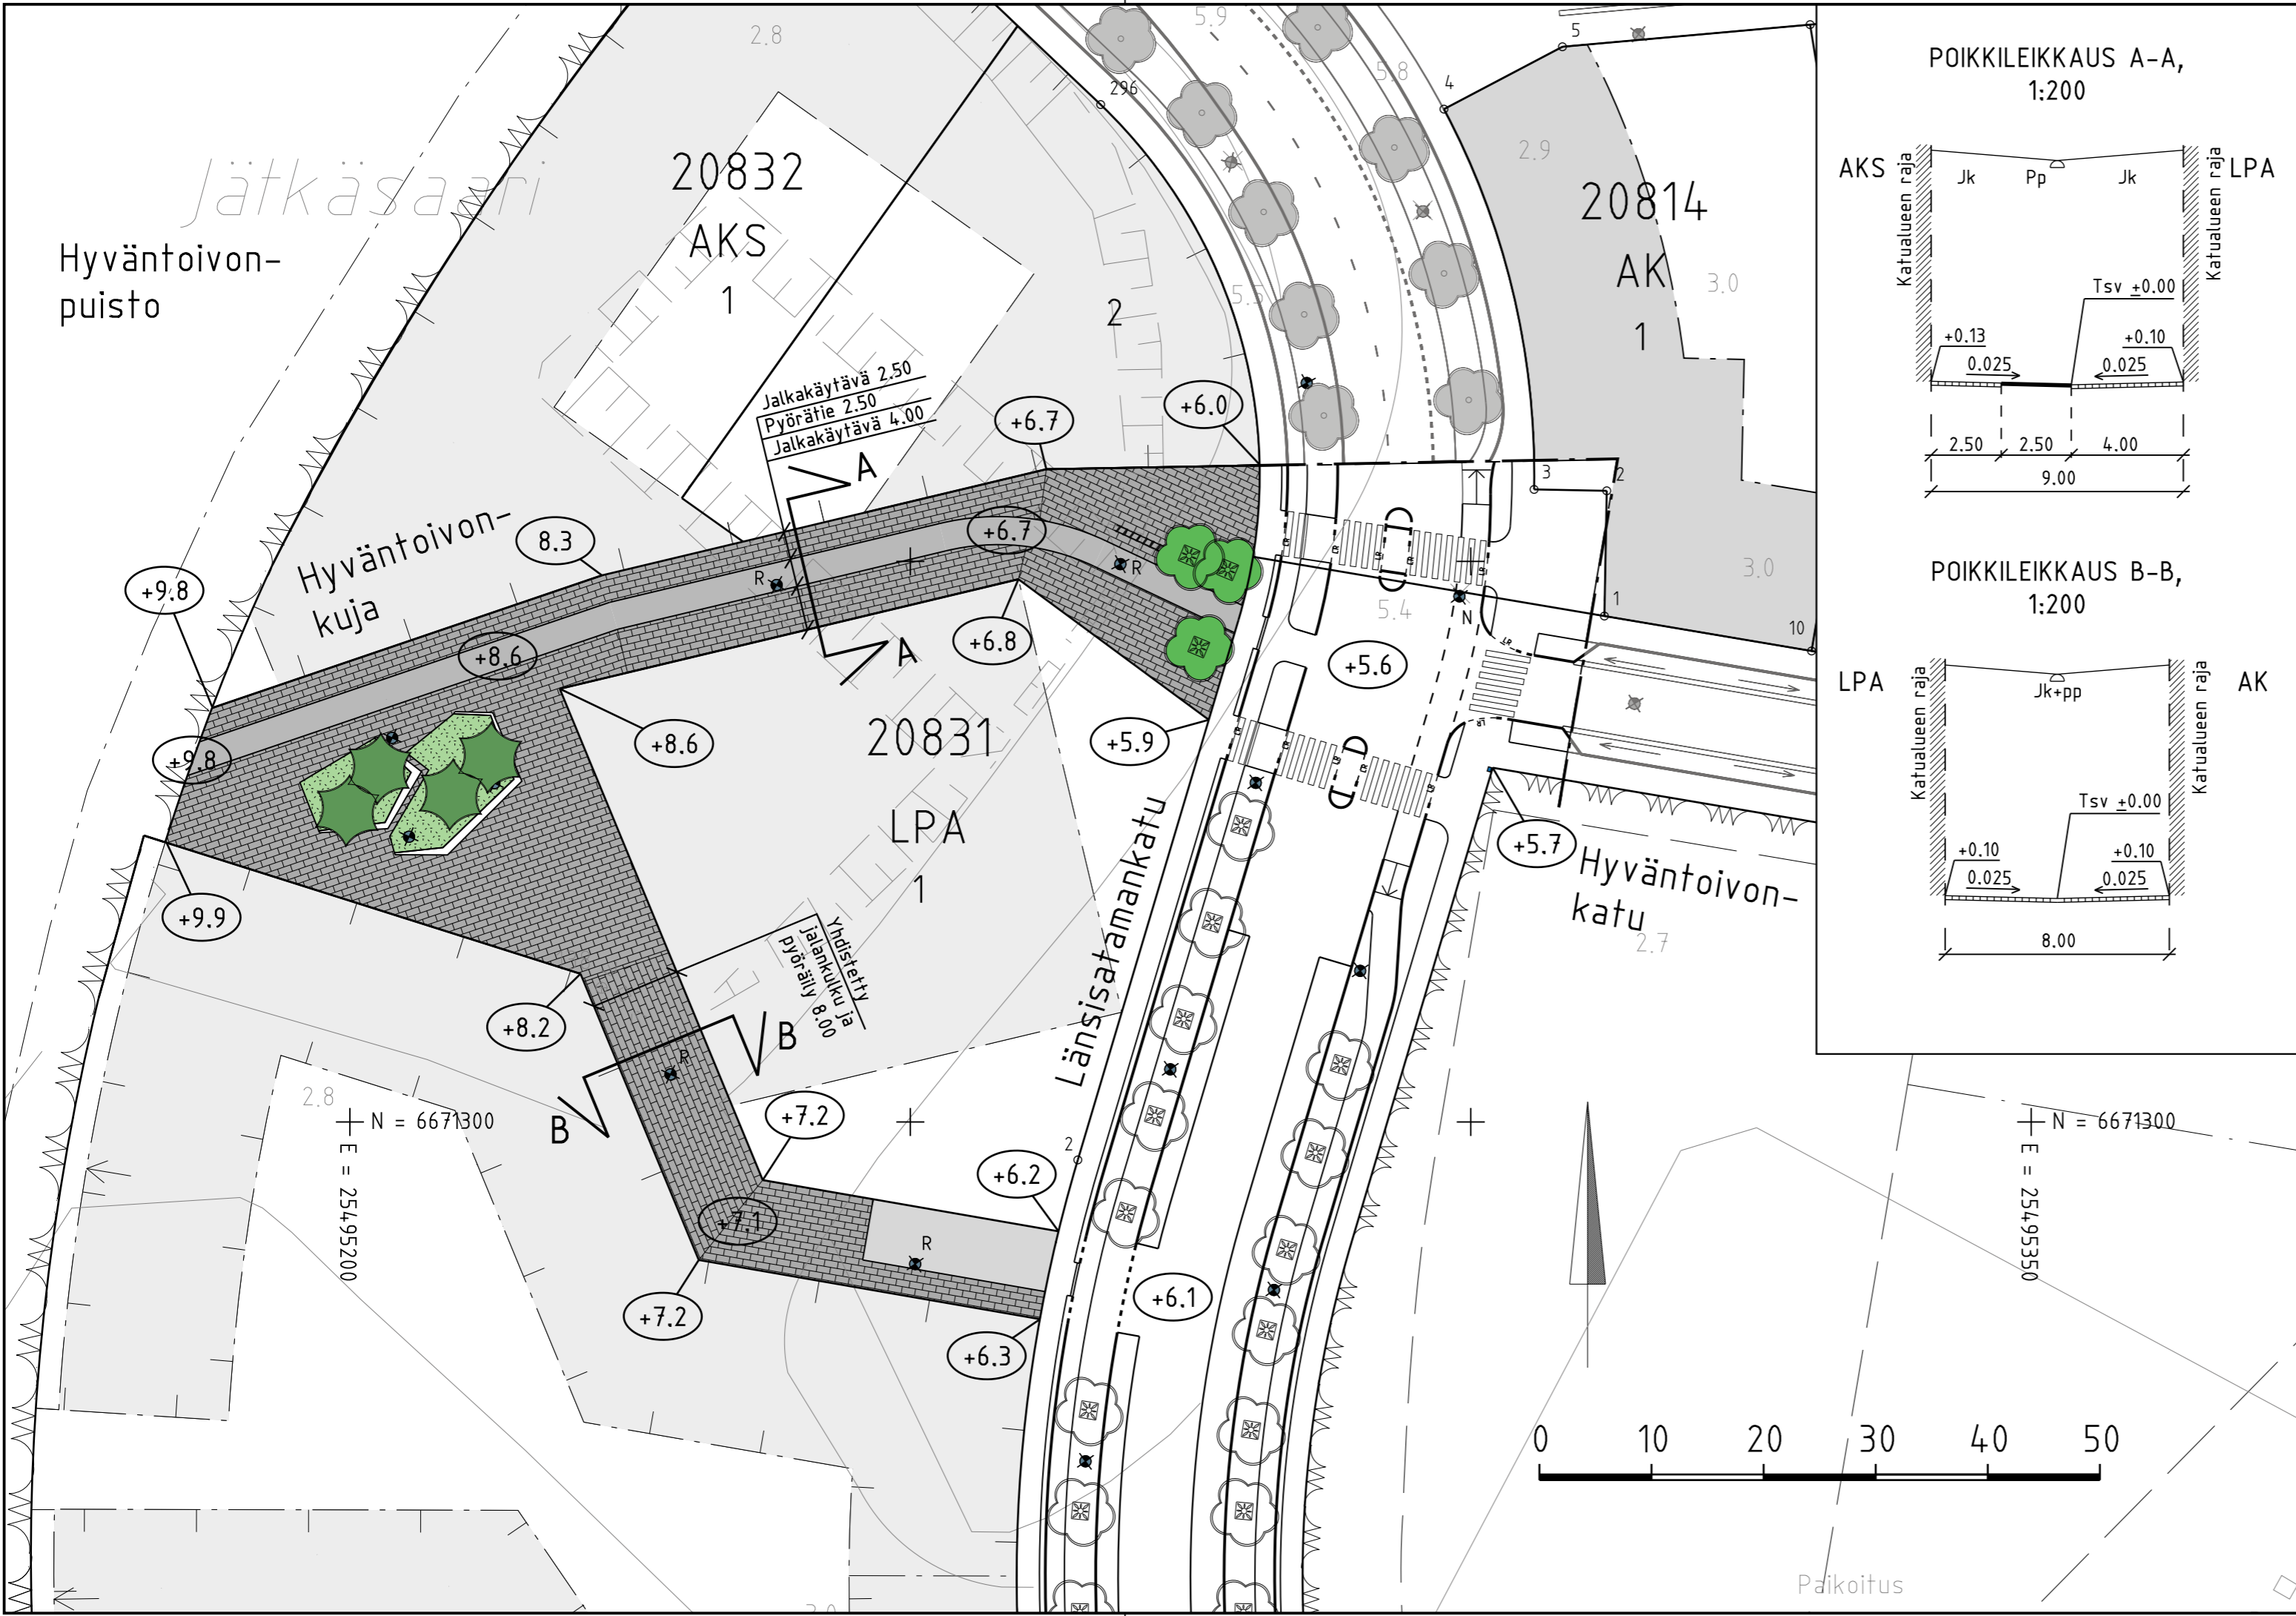 Jätkäsaari
Hyväntoivon-
puisto
2.8
20832
AKS
1
2
296
5.9
5.8
5.5
5
4
2.9
20814
AK
1
3.0
3.0
3
2
1
10
Jalkakäytävä 2.50
Pyörätie 2.50
Jalkakäytävä 4.00
A
A
+6.7
+6.0
+6.7
R
R
8.3
Hyväntoivon-
kuja
+9.8
+8.6
+9.8
+6.8
+8.6
+5.6
5.4
N
+5.9
20831
LPA
1
+9.9
+5.7
Hyväntoivon-
katu
2.7
Länsisatamankatu
Yhdistetty
jalankulku ja
pyöräily 8.00
+8.2
B
B
R
2.8
N = 6671300
E = 25495200
+7.2
+7.1
+7.2
2
+6.2
R
+6.1
+6.3
N = 6671300
E = 25495350
0 10 20 30 40 50
Paikoitus
3.0
POIKKILEIKKAUS A-A,
1:200
AKS
Katualueen raja
Jk Pp Jk
Katualueen raja
LPA
Tsv ±0.00
+0.13
+0.10
0.025
0.025
2.50 2.50 4.00
9.00
POIKKILEIKKAUS B-B,
1:200
LPA
Katualueen raja
Jk+pp
Katualueen raja
AK
Tsv ±0.00
+0.10
+0.10
0.025
0.025
8.00